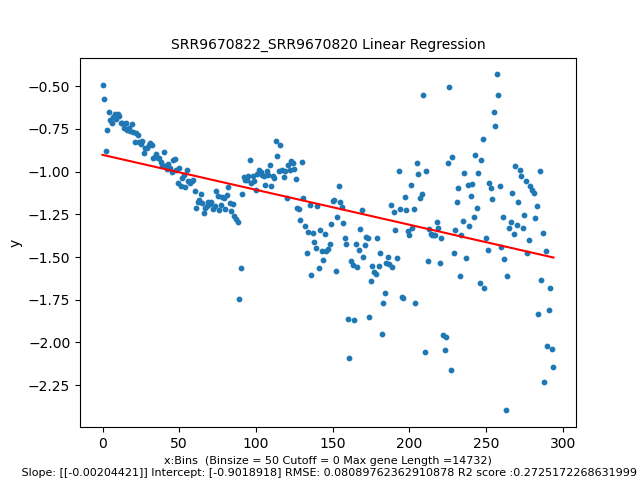 SRR9670822_SRR9670820 Linear Regression
−0.50
−0.75
−1.00
−1.25
−1.50
−1.75
−2.00
−2.25
y
0 50 100 150 200 250 300
x:Bins (Binsize = 50 Cutoff = 0 Max gene Length =14732)
Slope: [[-0.00204421]] Intercept: [-0.9018918] RMSE: 0.08089762362910878 R2 score :0.2725172268631999